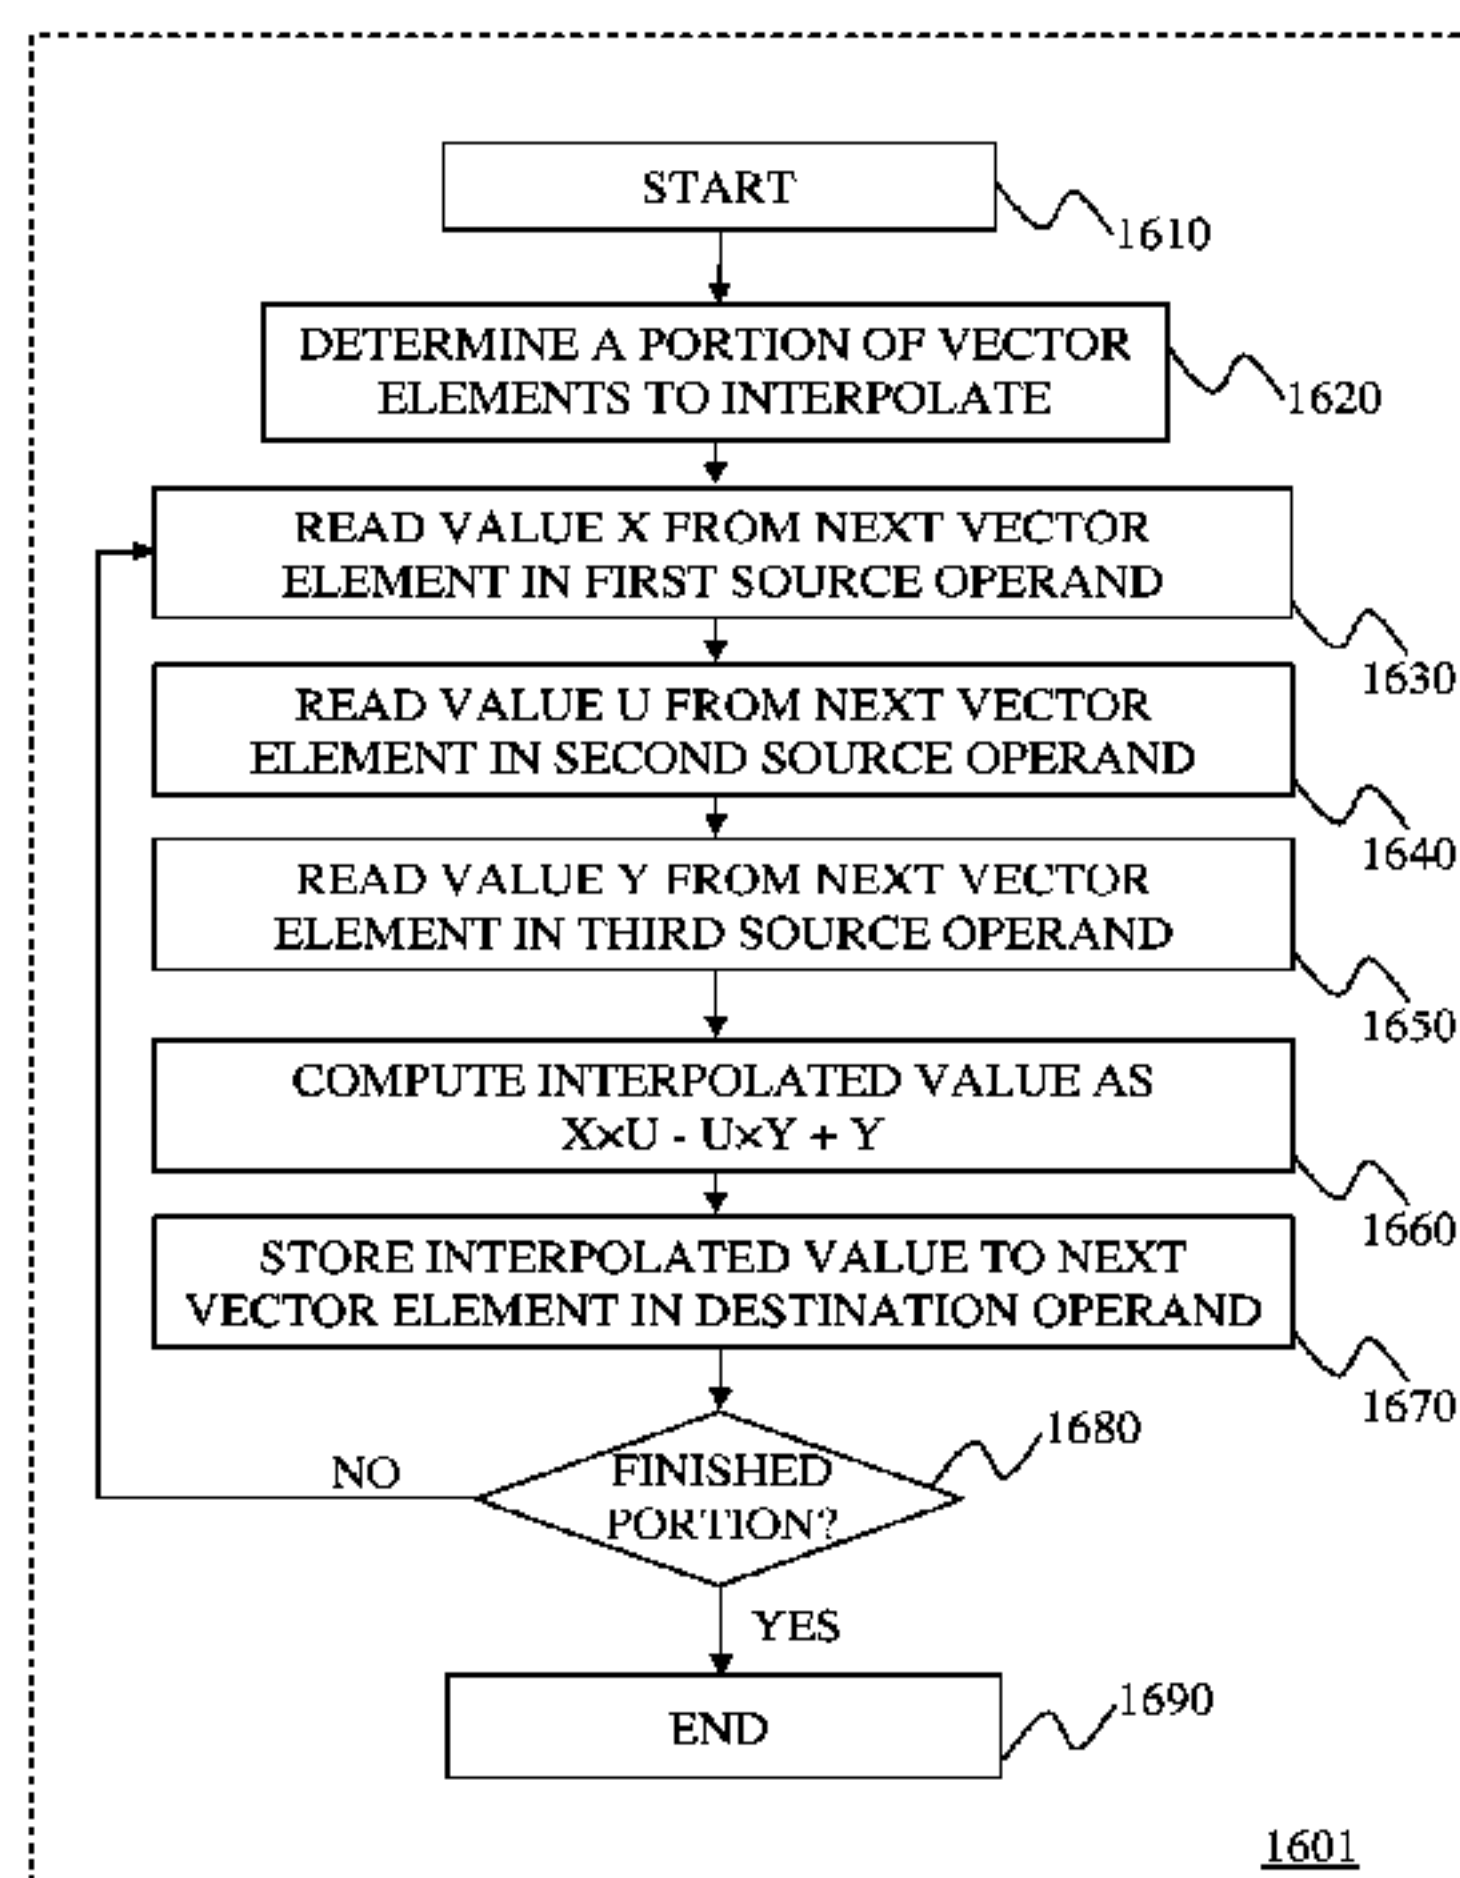 START
1610
DETERMINE A PORTION OF VECTOR
ELEMENTS TO INTERPOLATE
1620
READ VALUE X FROM NEXT VECTOR
ELEMENT IN FIRST SOURCE OPERAND
1630
READ VALUE U FROM NEXT VECTOR
ELEMENT IN SECOND SOURCE OPERAND
1640
READ VALUE Y FROM NEXT VECTOR
ELEMENT IN THIRD SOURCE OPERAND
1650
COMPUTE INTERPOLATED VALUE AS
X×U - U×Y + Y
1660
STORE INTERPOLATED VALUE TO NEXT
VECTOR ELEMENT IN DESTINATION OPERAND
1670
1680
NO
FINISHED
PORTION?
YES
END
1690
1601